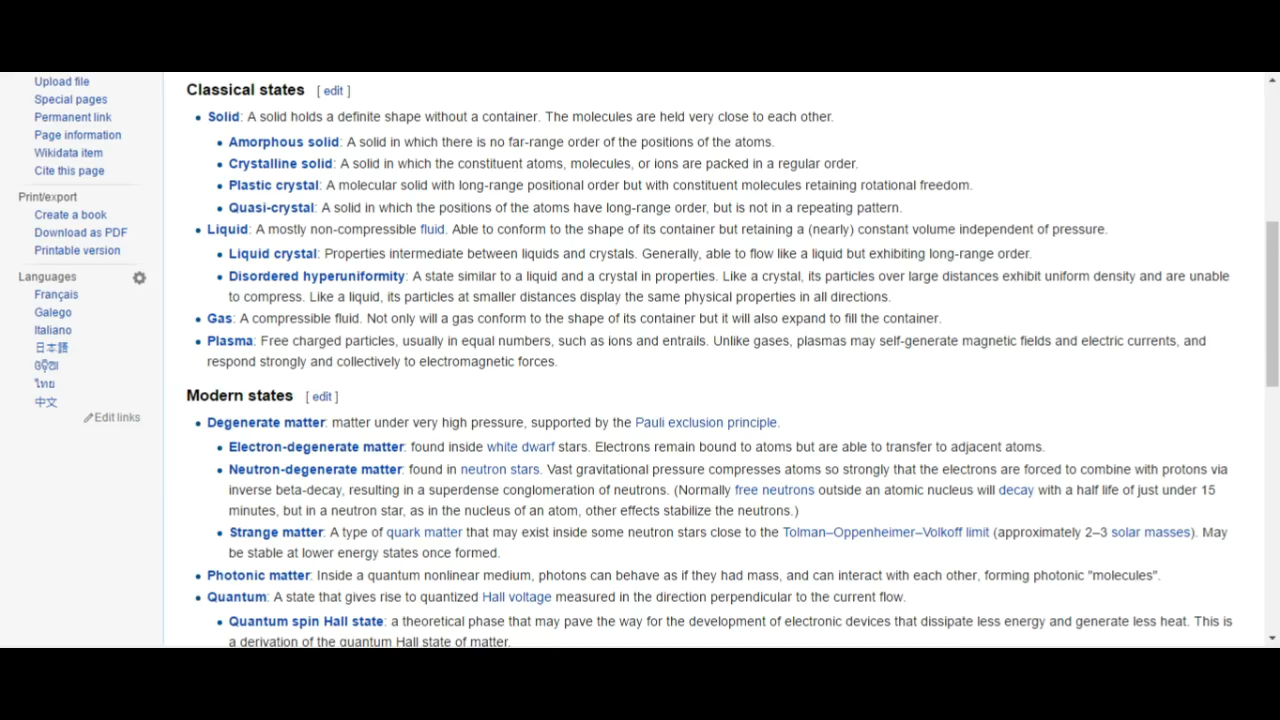 Upload file
Special pages
Permanent link
Page information
Wikidata item
Cite this page
Print/export
Create a book
Download as PDF
Printable version
Languages
Français
Galego
Italiano
日本語
ଓଡ଼ିଆ
ไทย
中文
Edit links
Classical states [ edit ]
• Solid: A solid holds a definite shape without a container. The molecules are held very close to each other.
• Amorphous solid: A solid in which there is no far-range order of the positions of the atoms.
• Crystalline solid: A solid in which the constituent atoms, molecules, or ions are packed in a regular order.
• Plastic crystal: A molecular solid with long-range positional order but with constituent molecules retaining rotational freedom.
• Quasi-crystal: A solid in which the positions of the atoms have long-range order, but is not in a repeating pattern.
• Liquid: A mostly non-compressible fluid. Able to conform to the shape of its container but retaining a (nearly) constant volume independent of pressure.
• Liquid crystal: Properties intermediate between liquids and crystals. Generally, able to flow like a liquid but exhibiting long-range order.
• Disordered hyperuniformity: A state similar to a liquid and a crystal in properties. Like a crystal, its particles over large distances exhibit uniform density and are unable
to compress. Like a liquid, its particles at smaller distances display the same physical properties in all directions.
• Gas: A compressible fluid. Not only will a gas conform to the shape of its container but it will also expand to fill the container.
• Plasma: Free charged particles, usually in equal numbers, such as ions and entrails. Unlike gases, plasmas may self-generate magnetic fields and electric currents, and
respond strongly and collectively to electromagnetic forces.
Modern states [ edit ]
• Degenerate matter: matter under very high pressure, supported by the Pauli exclusion principle.
• Electron-degenerate matter: found inside white dwarf stars. Electrons remain bound to atoms but are able to transfer to adjacent atoms.
• Neutron-degenerate matter: found in neutron stars. Vast gravitational pressure compresses atoms so strongly that the electrons are forced to combine with protons via
inverse beta-decay, resulting in a superdense conglomeration of neutrons. (Normally free neutrons outside an atomic nucleus will decay with a half life of just under 15
minutes, but in a neutron star, as in the nucleus of an atom, other effects stabilize the neutrons.)
• Strange matter: A type of quark matter that may exist inside some neutron stars close to the Tolman–Oppenheimer–Volkoff limit (approximately 2–3 solar masses). May
be stable at lower energy states once formed.
• Photonic matter: Inside a quantum nonlinear medium, photons can behave as if they had mass, and can interact with each other, forming photonic "molecules".
• Quantum: A state that gives rise to quantized Hall voltage measured in the direction perpendicular to the current flow.
• Quantum spin Hall state: a theoretical phase that may pave the way for the development of electronic devices that dissipate less energy and generate less heat. This is
a derivation of the quantum Hall state of matter.